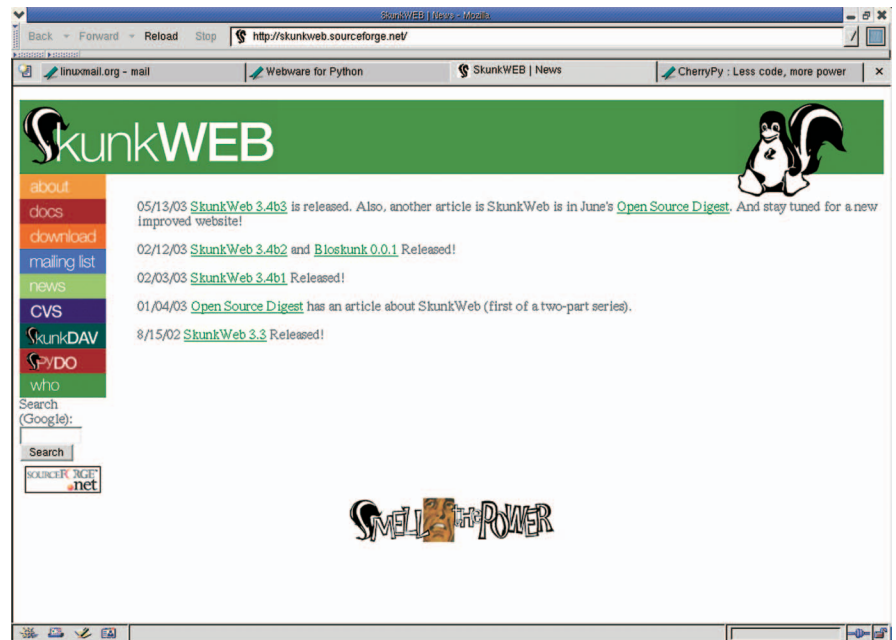 SkunkWEB | News - Mozilla
Back Forward Reload Stop http://skunkweb.sourceforge.net/
linuxmail.org - mail Webware for Python SkunkWEB | News CherryPy : Less code, more power
SkunkWEB
about
docs
download
mailing list
news
CVS
SkunkDAV
SPyDO
who
Search
(Google):
Search
SOURCEFORGE
.net
05/13/03 SkunkWeb 3.4b3 is released. Also, another article is SkunkWeb is in June's Open Source Digest. And stay tuned for a new
improved website!
02/12/03 SkunkWeb 3.4b2 and Bloskunk 0.0.1 Released!
02/03/03 SkunkWeb 3.4b1 Released!
01/04/03 Open Source Digest has an article about SkunkWeb (first of a two-part series).
8/15/02 SkunkWeb 3.3 Released!
SMELL the POWER